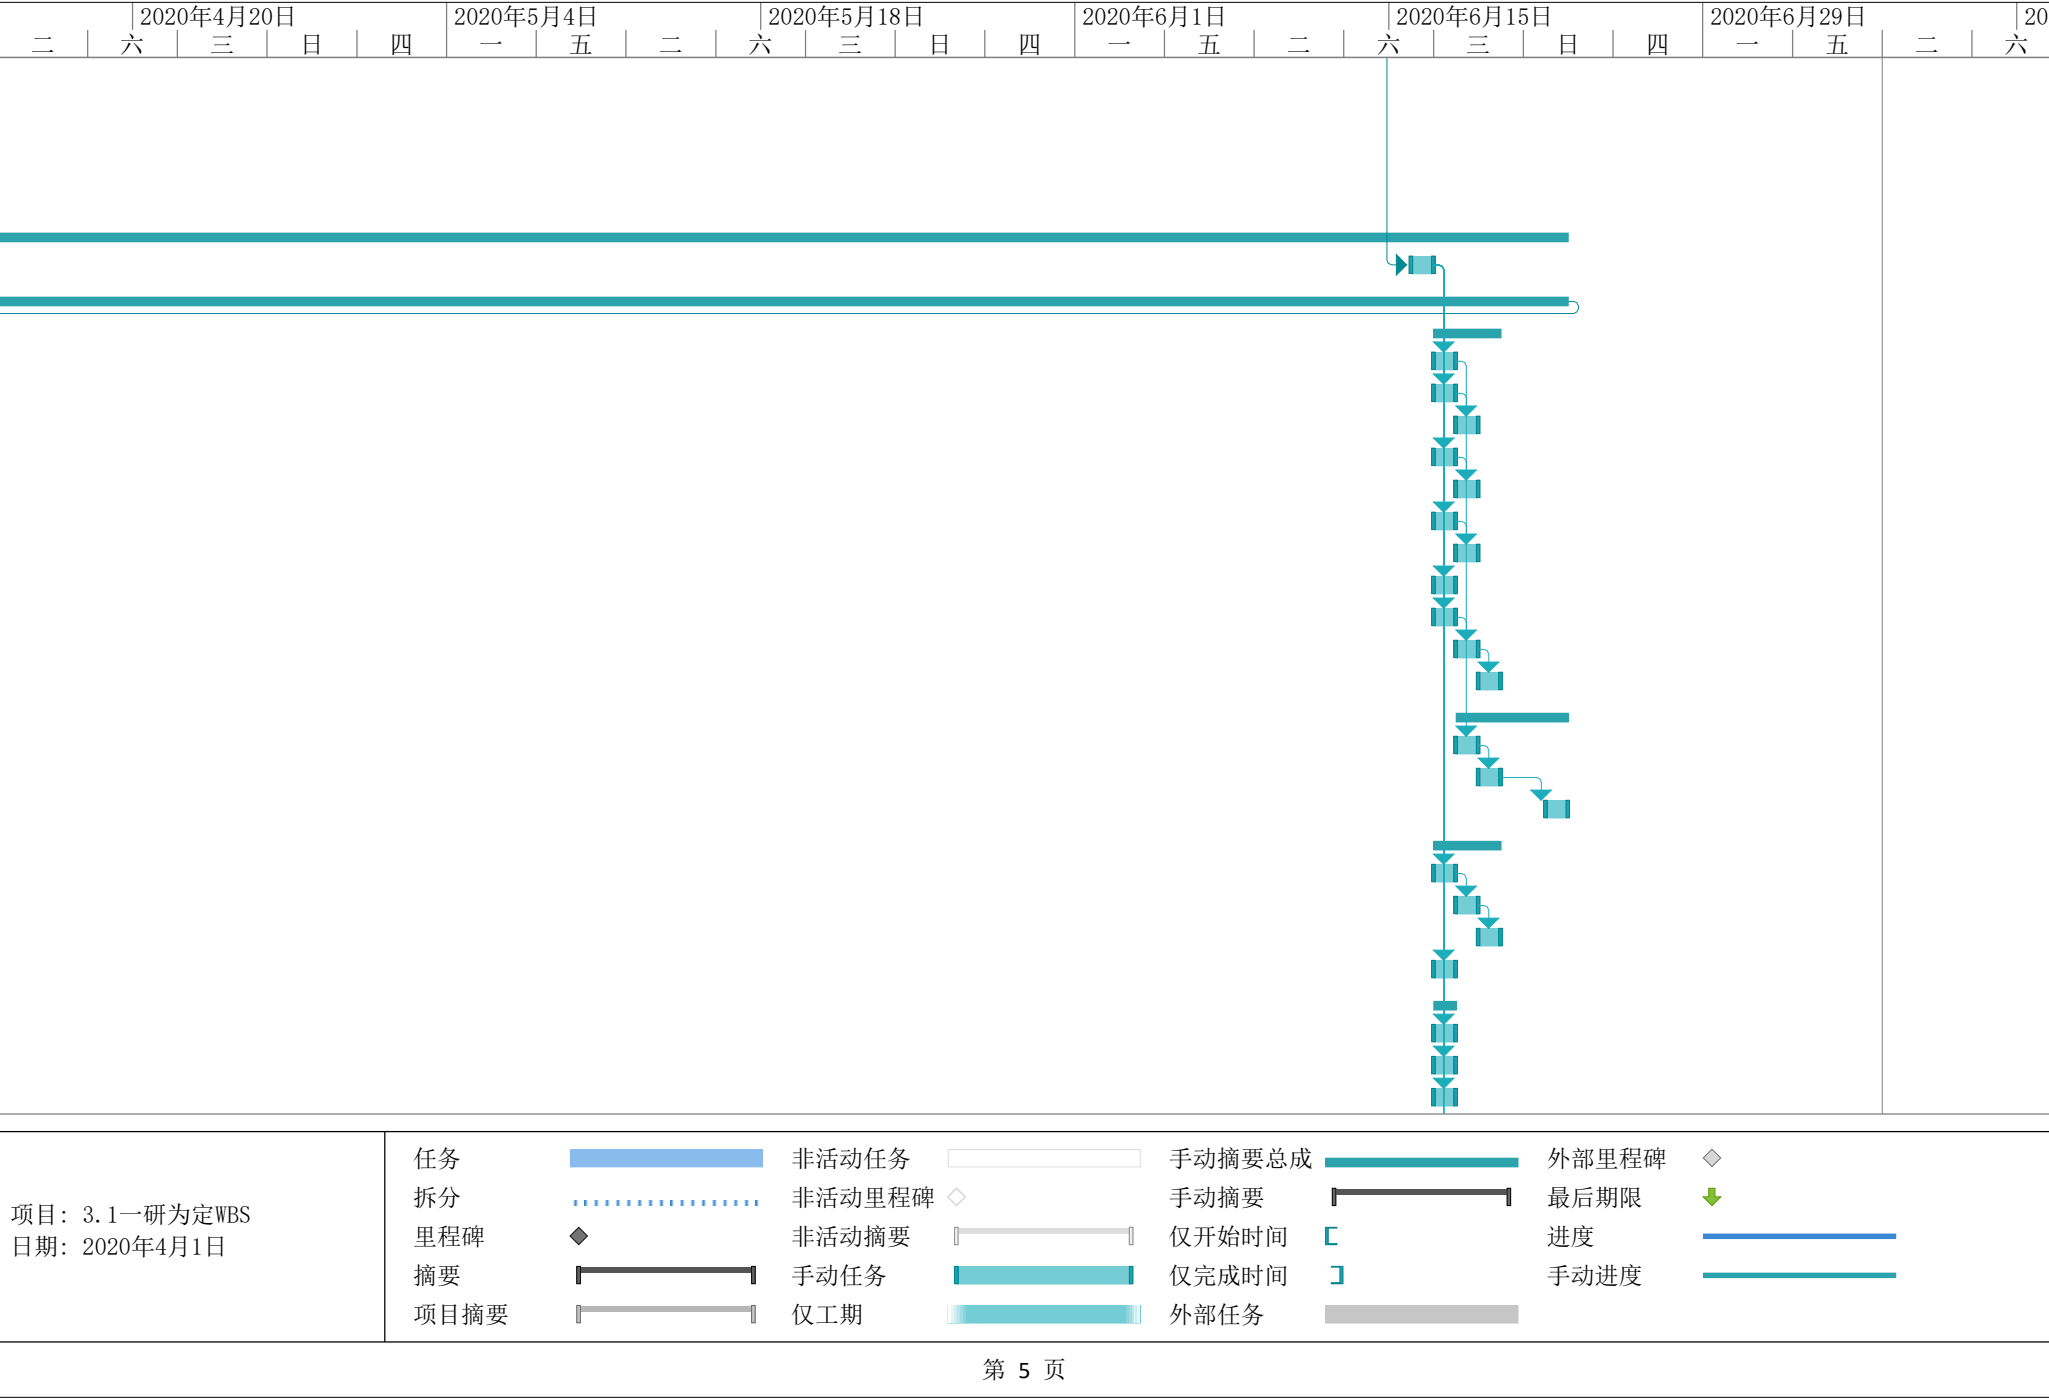 2020年4月20日 2020年5月4日 2020年5月18日 2020年6月1日 2020年6月15日 2020年6月29日 20
二 六 三 日 四 一 五 二 六 三 日 四 一 五 二 六 三 日 四 一 五 二 六
任务 非活动任务 手动摘要总成 外部里程碑
拆分 非活动里程碑 手动摘要 最后期限
项目: 3.1一研为定WBS
里程碑 非活动摘要 仅开始时间 进度
日期: 2020年4月1日
摘要 手动任务 仅完成时间 手动进度
项目摘要 仅工期 外部任务
第 5 页